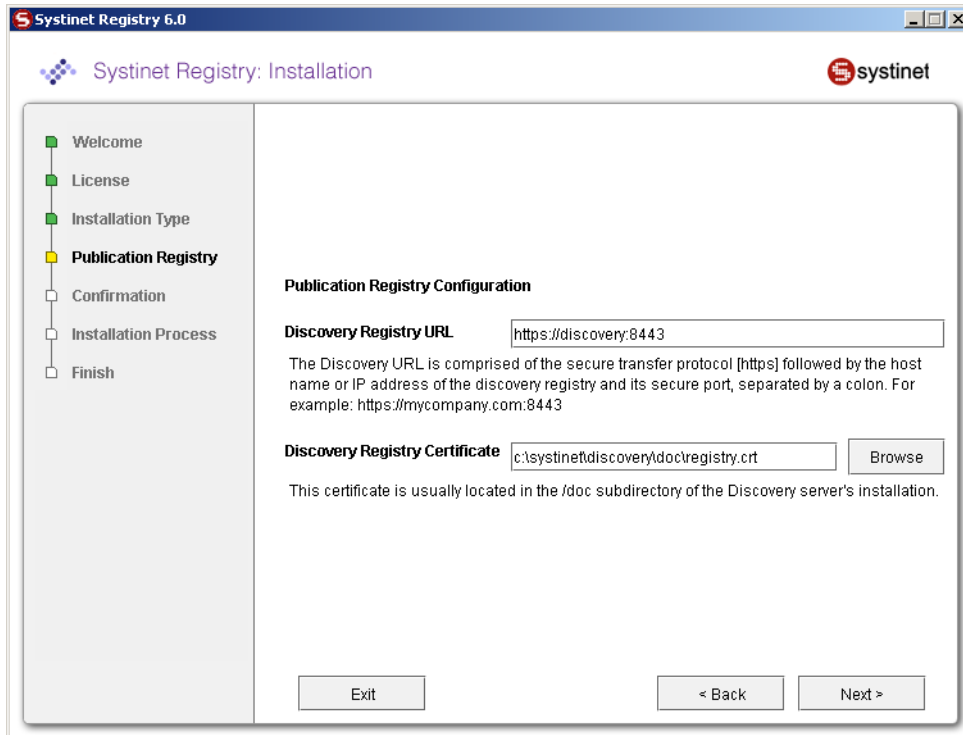 Systinet Registry 6.0
Systinet Registry: Installation
systinet
Welcome
License
Installation Type
Publication Registry
Confirmation
Installation Process
Finish
Publication Registry Configuration
Discovery Registry URL
https://discovery:8443
The Discovery URL is comprised of the secure transfer protocol [https] followed by the host
name or IP address of the discovery registry and its secure port, separated by a colon. For
example: https://mycompany.com:8443
Discovery Registry Certificate
c:\systinet\discovery\doc\registry.crt
Browse
This certificate is usually located in the /doc subdirectory of the Discovery server's installation.
Exit
< Back
Next >